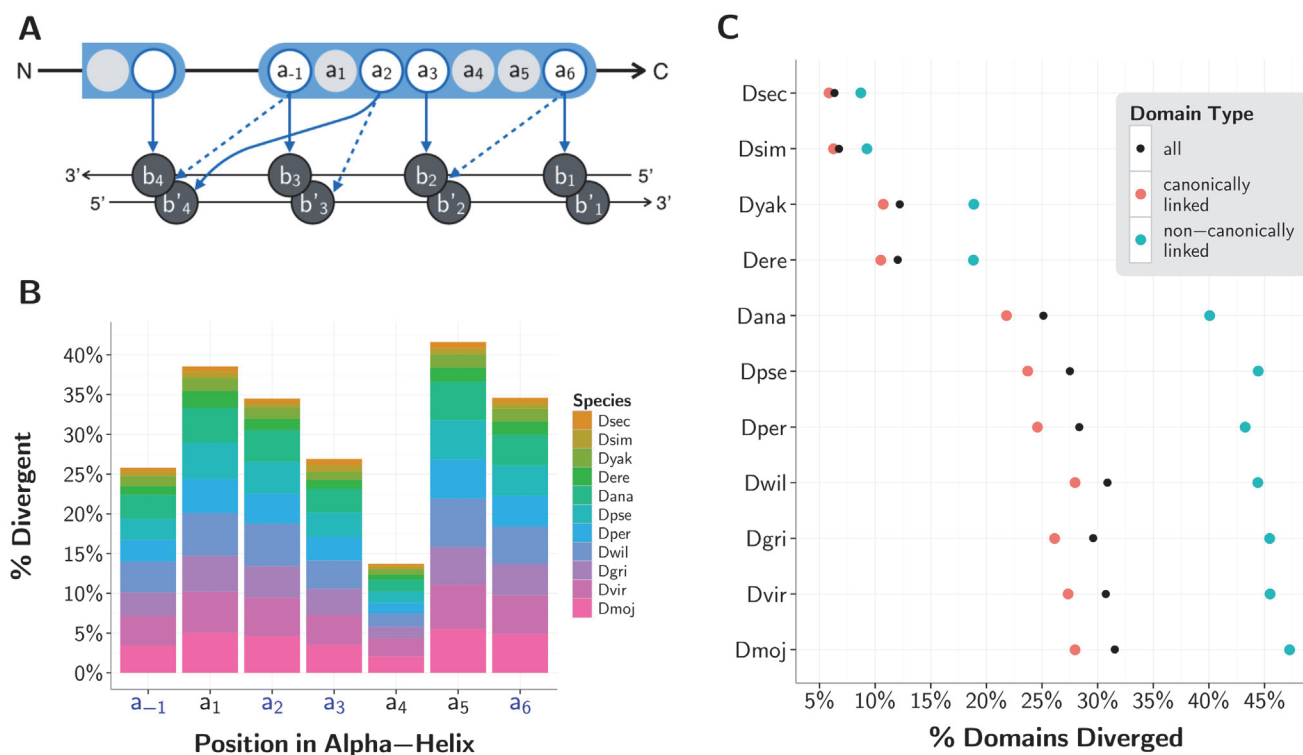 A
N
a-1
a1
a2
a3
a4
a5
a6
C
3'
b4
b3
b2
b1
5'
5'
b'4
b'3
b'2
b'1
3'
B
% Divergent
40%
35%
30%
25%
20%
15%
10%
5%
0%
a−1
a1
a2
a3
a4
a5
a6
Position in Alpha−Helix
Species
Dsec
Dsim
Dyak
Dere
Dana
Dpse
Dper
Dwil
Dgri
Dvir
Dmoj
C
Dsec
Dsim
Dyak
Dere
Dana
Dpse
Dper
Dwil
Dgri
Dvir
Dmoj
Domain Type
all
canonically
linked
non−canonically
linked
5%
10%
15%
20%
25%
30%
35%
40%
45%
% Domains Diverged